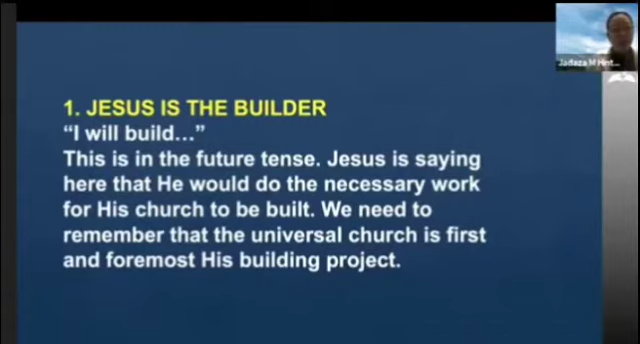 1. JESUS IS THE BUILDER
“I will build…”
This is in the future tense. Jesus is saying
here that He would do the necessary work
for His church to be built. We need to
remember that the universal church is first
and foremost His building project.
Jadaza M Hint...